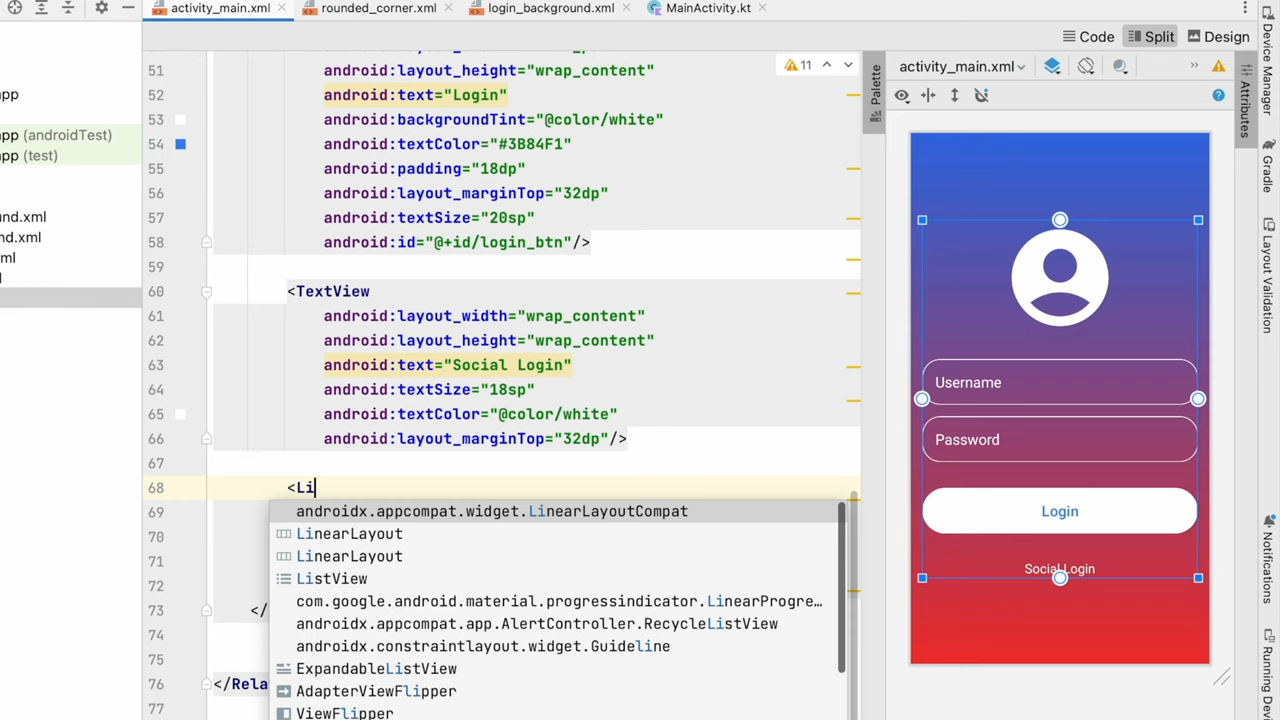 activity_main.xml
rounded_corner.xml
login_background.xml
MainActivity.kt
Code
Split
Design
51 android:layout_height="wrap_content"
52 android:text="Login"
53 android:backgroundTint="@color/white"
54 android:textColor="#3B84F1"
55 android:padding="18dp"
56 android:layout_marginTop="32dp"
57 android:textSize="20sp"
58 android:id="@+id/login_btn"/>
59
60 <TextView
61 android:layout_width="wrap_content"
62 android:layout_height="wrap_content"
63 android:text="Social Login"
64 android:textSize="18sp"
65 android:textColor="@color/white"
66 android:layout_marginTop="32dp"/>
67
68 <Li
69
70
71
72
73 </
74
75
76 </Rela
77
androidx.appcompat.widget.LinearLayoutCompat
LinearLayout
LinearLayout
ListView
com.google.android.material.progressindicator.LinearProgre…
androidx.appcompat.app.AlertController.RecycleListView
androidx.constraintlayout.widget.Guideline
ExpandableListView
AdapterViewFlipper
ViewFlipper
11
pp
pp (androidTest)
pp (test)
und.xml
nd.xml
ml
Palette
activity_main.xml
Username
Password
Login
Social Login
Attributes
Device Manager
Gradle
Layout Validation
Notifications
Running Dev